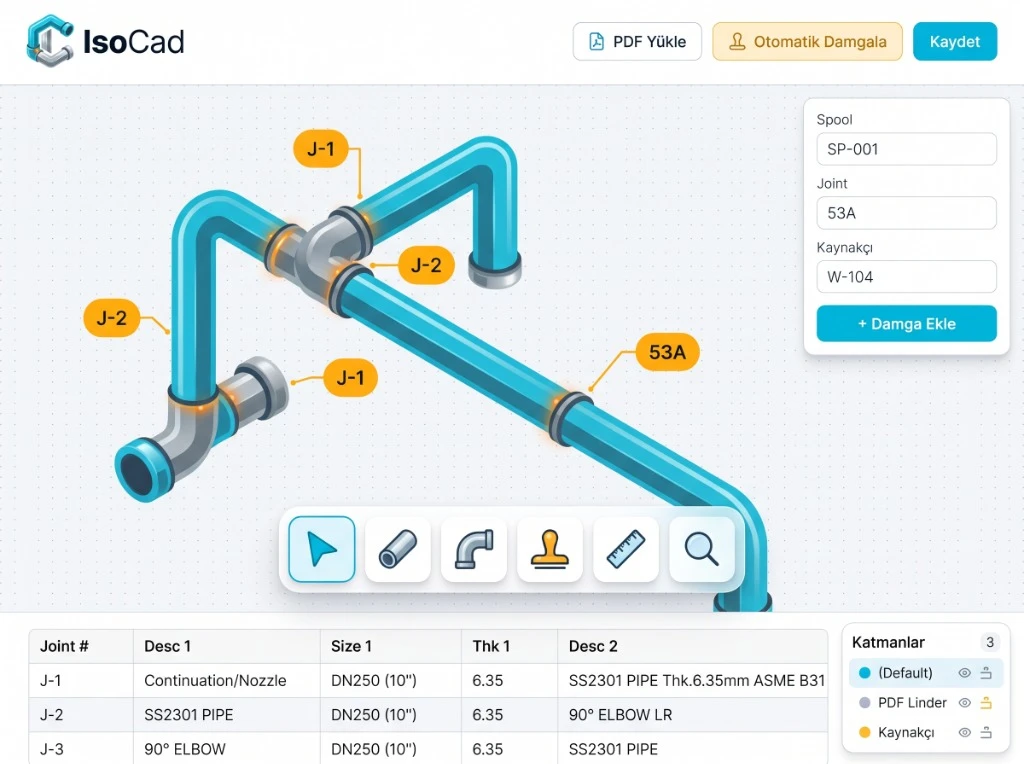 IsoCad
PDF Yükle
Otomatik Damgala
Kaydet
Spool
SP-001
Joint
53A
Kaynakçı
W-104
+ Damga Ekle
J-1
J-2
J-2
J-1
53A
Joint # Desc 1 Size 1 Thk 1 Desc 2
J-1 Continuation/Nozzle DN250 (10") 6.35 SS2301 PIPE Thk.6.35mm ASME B31
J-2 SS2301 PIPE DN250 (10") 6.35 90° ELBOW LR
J-3 90° ELBOW DN250 (10") 6.35 SS2301 PIPE
Katmanlar 3
(Default)
PDF Linder
Kaynakçı